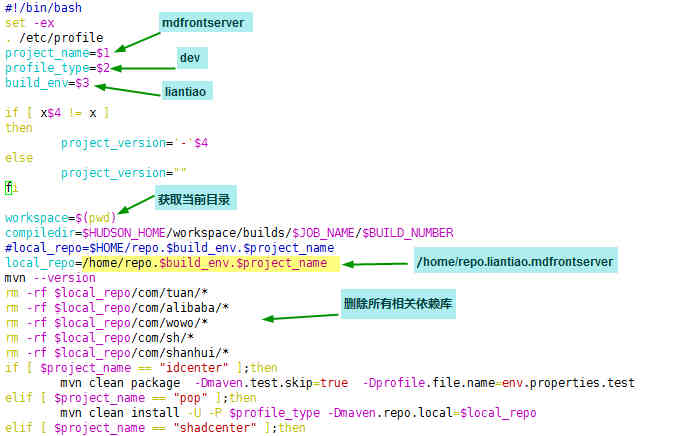 #!/bin/bash
set -ex
. /etc/profile
project_name=$1
mdfrontserver
profile_type=$2
dev
build_env=$3
liantiao
if [ x$4 != x ]
then
project_version=`-`$4
else
project_version=""
fi
获取当前目录
workspace=$(pwd)
compiledir=$HUDSON_HOME/workspace/builds/$JOB_NAME/$BUILD_NUMBER
#local_repo=$HOME/repo.$build_env.$project_name
local_repo=/home/repo.$build_env.$project_name
/home/repo.liantiao.mdfrontserver
mvn --version
rm -rf $local_repo/com/tuan/*
rm -rf $local_repo/com/alibaba/*
删除所有相关依赖库
rm -rf $local_repo/com/wowo/*
rm -rf $local_repo/com/sh/*
rm -rf $local_repo/com/shanhui/*
if [ $project_name == "idcenter" ];then
mvn clean package -Dmaven.test.skip=true -Dprofile.file.name=env.properties.test
elif [ $project_name == "pop" ];then
mvn clean install -U -P $profile_type -Dmaven.repo.local=$local_repo
elif [ $project_name == "shadcenter" ];then